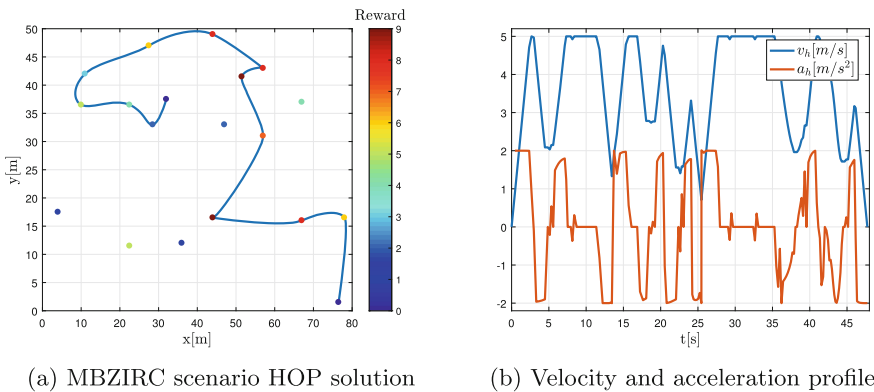 Reward
50
45
40
35
30
25
20
15
10
5
0
y[m]
0 10 20 30 40 50 60 70 80
x[m]
9
8
7
6
5
4
3
2
1
0
5
4
3
2
1
0
-1
-2
0 5 10 15 20 25 30 35 40 45
t[s]
v_h[m/s]
a_h[m/s^2]
(a) MBZIRC scenario HOP solution
(b) Velocity and acceleration profile